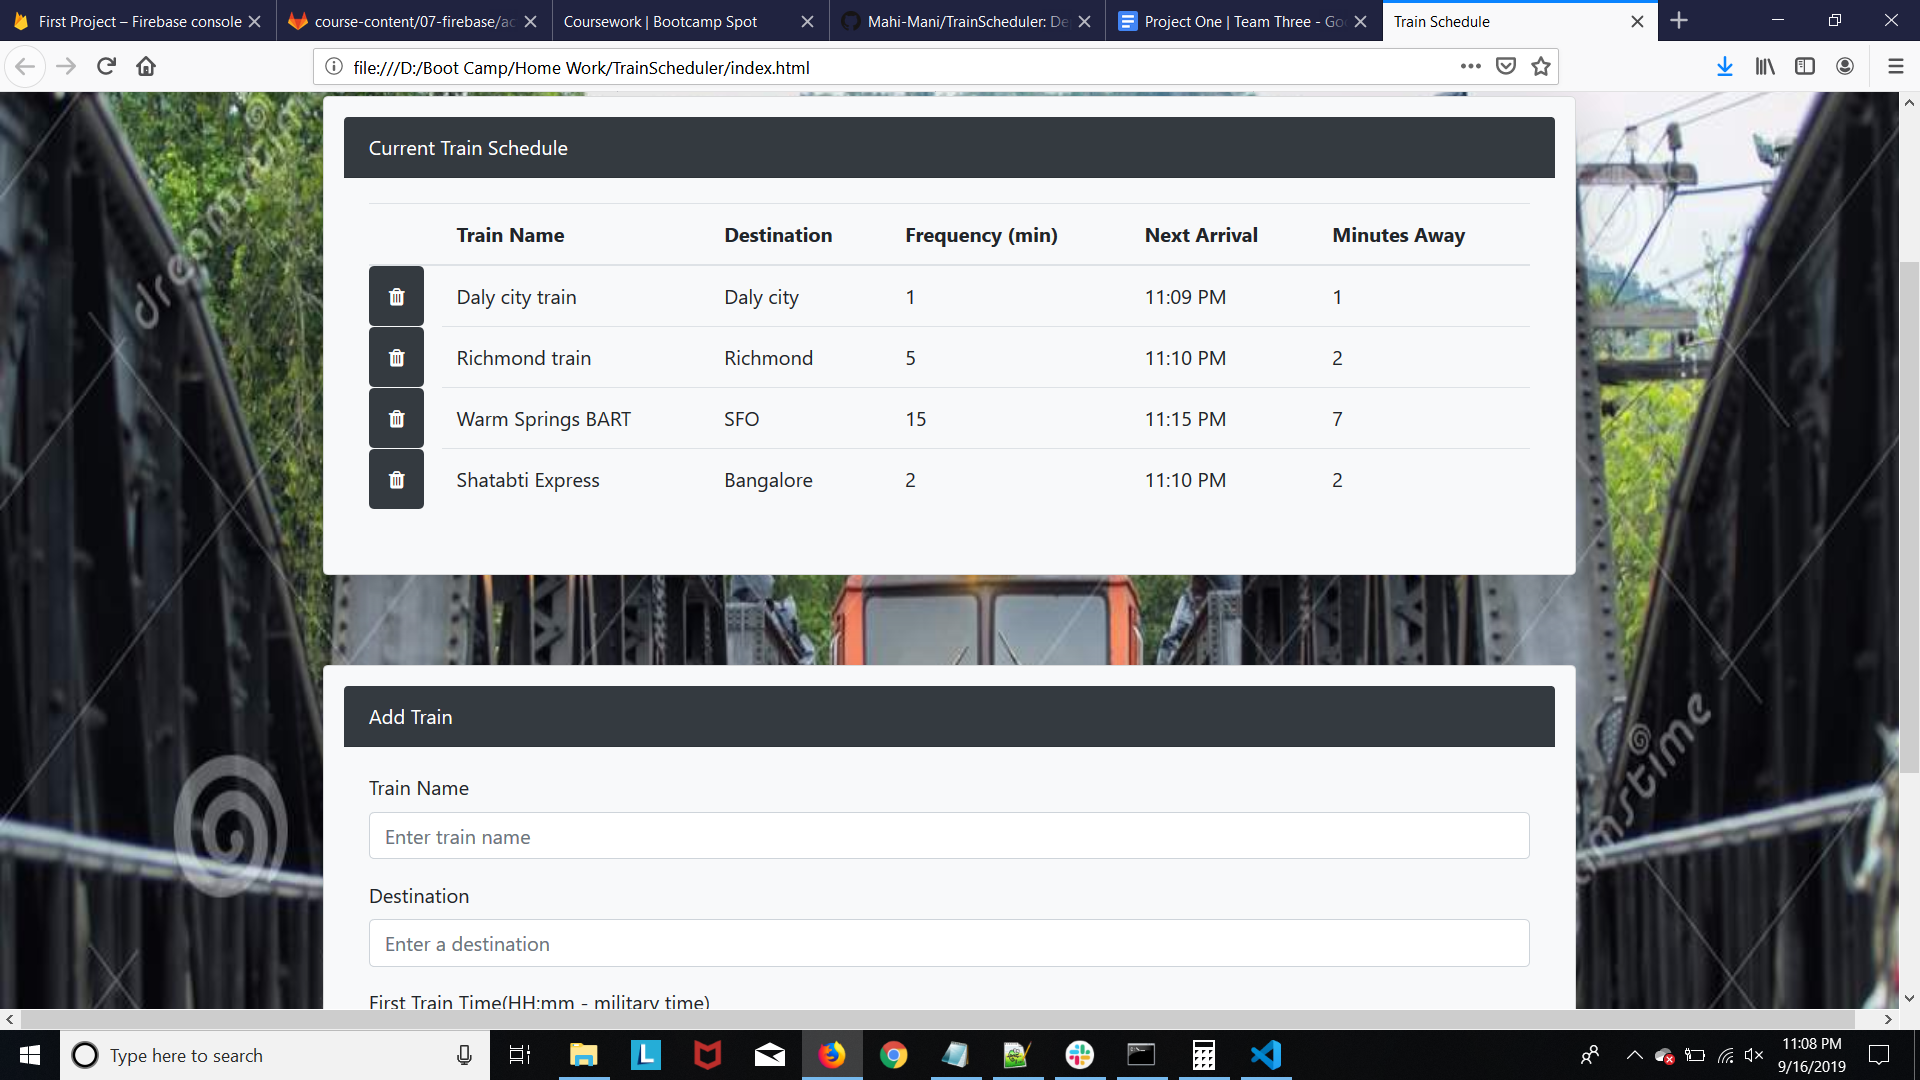 First Project – Firebase console
course-content/07-firebase/ac
Coursework | Bootcamp Spot
Mahi-Mani/TrainScheduler: De
Project One | Team Three - Go
Train Schedule
file:///D:/Boot Camp/Home Work/TrainScheduler/index.html
Current Train Schedule
Train Name Destination Frequency (min) Next Arrival Minutes Away
Daly city train Daly city 1 11:09 PM 1
Richmond train Richmond 5 11:10 PM 2
Warm Springs BART SFO 15 11:15 PM 7
Shatabti Express Bangalore 2 11:10 PM 2
Add Train
Train Name
Enter train name
Destination
Enter a destination
First Train Time(HH:mm - military time)
Type here to search
L
11:08 PM
9/16/2019